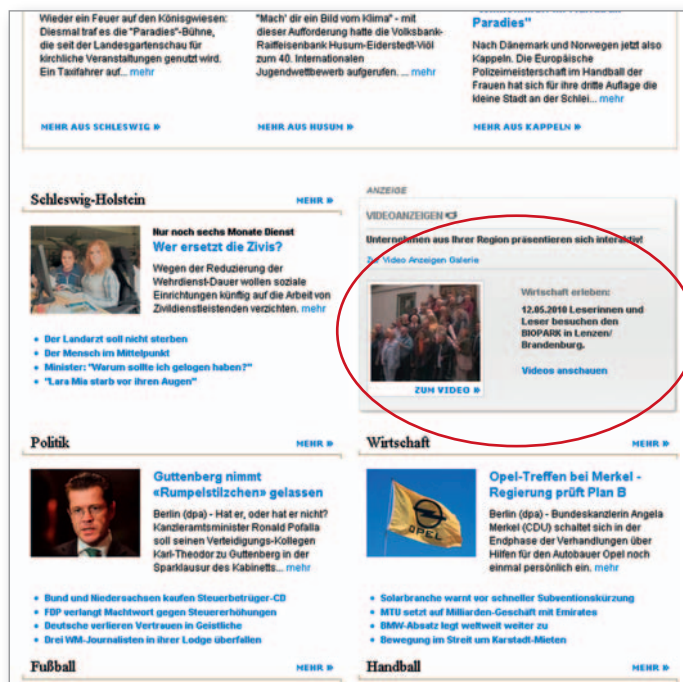 Wieder ein Feuer auf den Königswiesen:
Diesmal traf es die "Paradies"-Bühne,
die seit der Landesgartenschau für
kirchliche Veranstaltungen genutzt wird.
Ein Taxifahrer auf... mehr
MEHR AUS SCHLESWIG
"Mach' dir ein Bild vom Klima" - mit
dieser Aufforderung hatte die Volksbank-
Raiffeisenbank Husum-Eiderstedt-Viöl
zum 40. Internationalen
Jugendwettbewerb aufgerufen. ... mehr
MEHR AUS HUSUM
Paradies"
Nach Dänemark und Norwegen jetzt also
Kappeln. Die Europäische
Polizeimeisterschaft im Handball der
Frauen hat sich für ihre dritte Auflage die
kleine Stadt an der Schlei... mehr
MEHR AUS KAPPELN
Schleswig-Holstein
MEHR
Nur noch sechs Monate Dienst
Wer ersetzt die Zivis?
Wegen der Reduzierung der
Wehrdienst-Dauer wollen soziale
Einrichtungen künftig auf die Arbeit von
Zivildienstleistenden verzichten. mehr
Der Landarzt soll nicht sterben
Der Mensch im Mittelpunkt
Minister: "Warum sollte ich gelogen haben?"
"Lara Mia starb vor ihren Augen"
ANZEIGE
VIDEOANZEIGEN
Unternehmen aus Ihrer Region präsentieren sich interaktiv!
Zur Video Anzeigen Galerie
ZUM VIDEO
Wirtschaft erleben:
12.05.2010 Leserinnen und
Leser besuchen den
BIOPARK in Lenzen/
Brandenburg.
Videos anschauen
Politik
MEHR
Guttenberg nimmt
«Rumpelstilzchen» gelassen
Berlin (dpa) - Hat er, oder hat er nicht?
Kanzleramtsminister Ronald Pofalla
soll seinen Verteidigungs-Kollegen
Karl-Theodor zu Guttenberg in der
Sparklausur des Kabinetts... mehr
Bund und Niedersachsen kaufen Steuerbetrüger-CD
FDP verlangt Machtwort gegen Steuererhöhungen
Deutsche verlieren Vertrauen in Geistliche
Drei WM-Journalisten in ihrer Lodge überfallen
Wirtschaft
MEHR
OPEL
Opel-Treffen bei Merkel -
Regierung prüft Plan B
Berlin (dpa) - Bundeskanzlerin Angela
Merkel (CDU) schaltet sich in der
Endphase der Verhandlungen über
Hilfen für den Autobauer Opel noch
einmal persönlich ein. mehr
Solarbranche warnt vor schneller Subventionskürzung
MTU setzt auf Milliarden-Geschäft mit Emirates
BMW-Absatz legt weltweit weiter zu
Bewegung im Streit um Karstadt-Mieten
Fußball
MEHR
Handball
MEHR